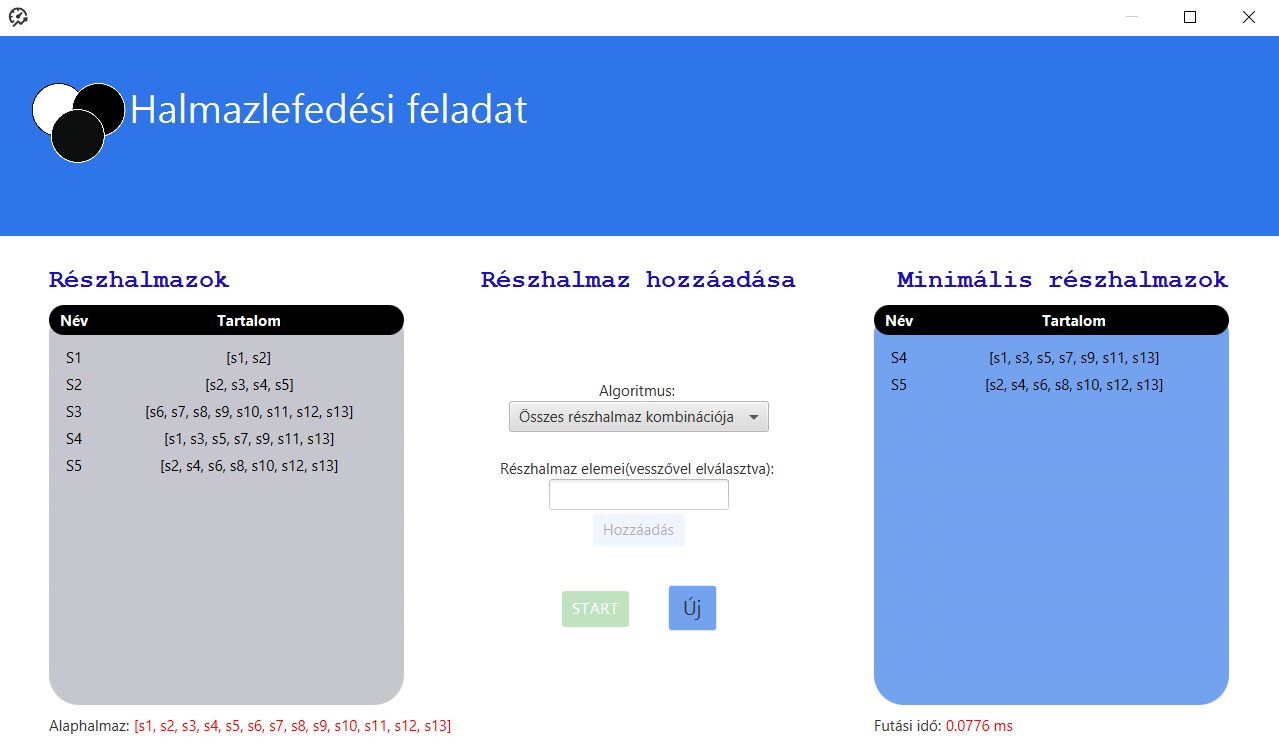 Halmazlefedési feladat
Részhalmazok
Név Tartalom
S1 [s1, s2]
S2 [s2, s3, s4, s5]
S3 [s6, s7, s8, s9, s10, s11, s12, s13]
S4 [s1, s3, s5, s7, s9, s11, s13]
S5 [s2, s4, s6, s8, s10, s12, s13]
Alaphalmaz: [s1, s2, s3, s4, s5, s6, s7, s8, s9, s10, s11, s12, s13]
Részhalmaz hozzáadása
Algoritmus:
Összes részhalmaz kombinációja
Részhalmaz elemei(vesszővel elválasztva):
Hozzáadás
START Új
Minimális részhalmazok
Név Tartalom
S4 [s1, s3, s5, s7, s9, s11, s13]
S5 [s2, s4, s6, s8, s10, s12, s13]
Futási idő: 0.0776 ms